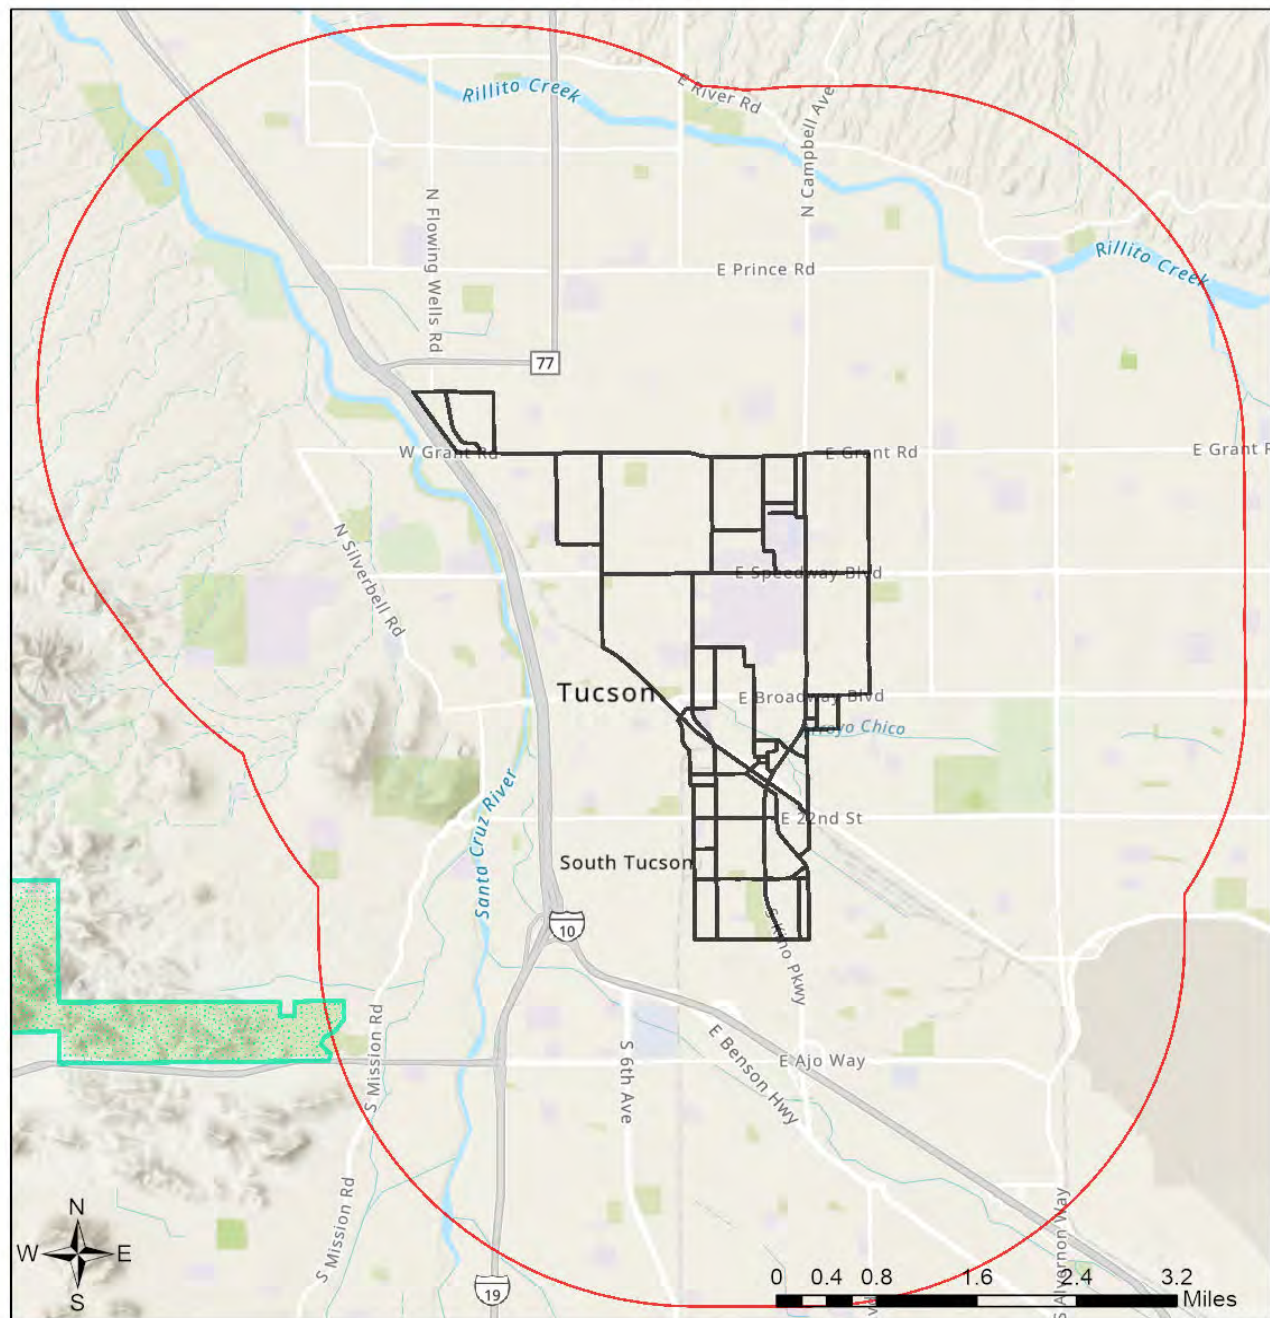 Rillito Creek
E River Rd
N Campbell Ave
N Flowing Wells Rd
E Prince Rd
Rillito Creek
77
W Grant Rd
E Grant Rd
E Grant R
N Silverbell Rd
E Speedway Blvd
Tucson
E Broadway Blvd
rroyo Chico
Santa Cruz River
E 22nd St
South Tucson
10
S Kino Pkwy
S Mission Rd
S 6th Ave
E Benson Hwy
E Ajo Way
S Mission Rd
S Alvernon Way
N
W E
S
19
0 0.4 0.8 1.6 2.4 3.2
Miles